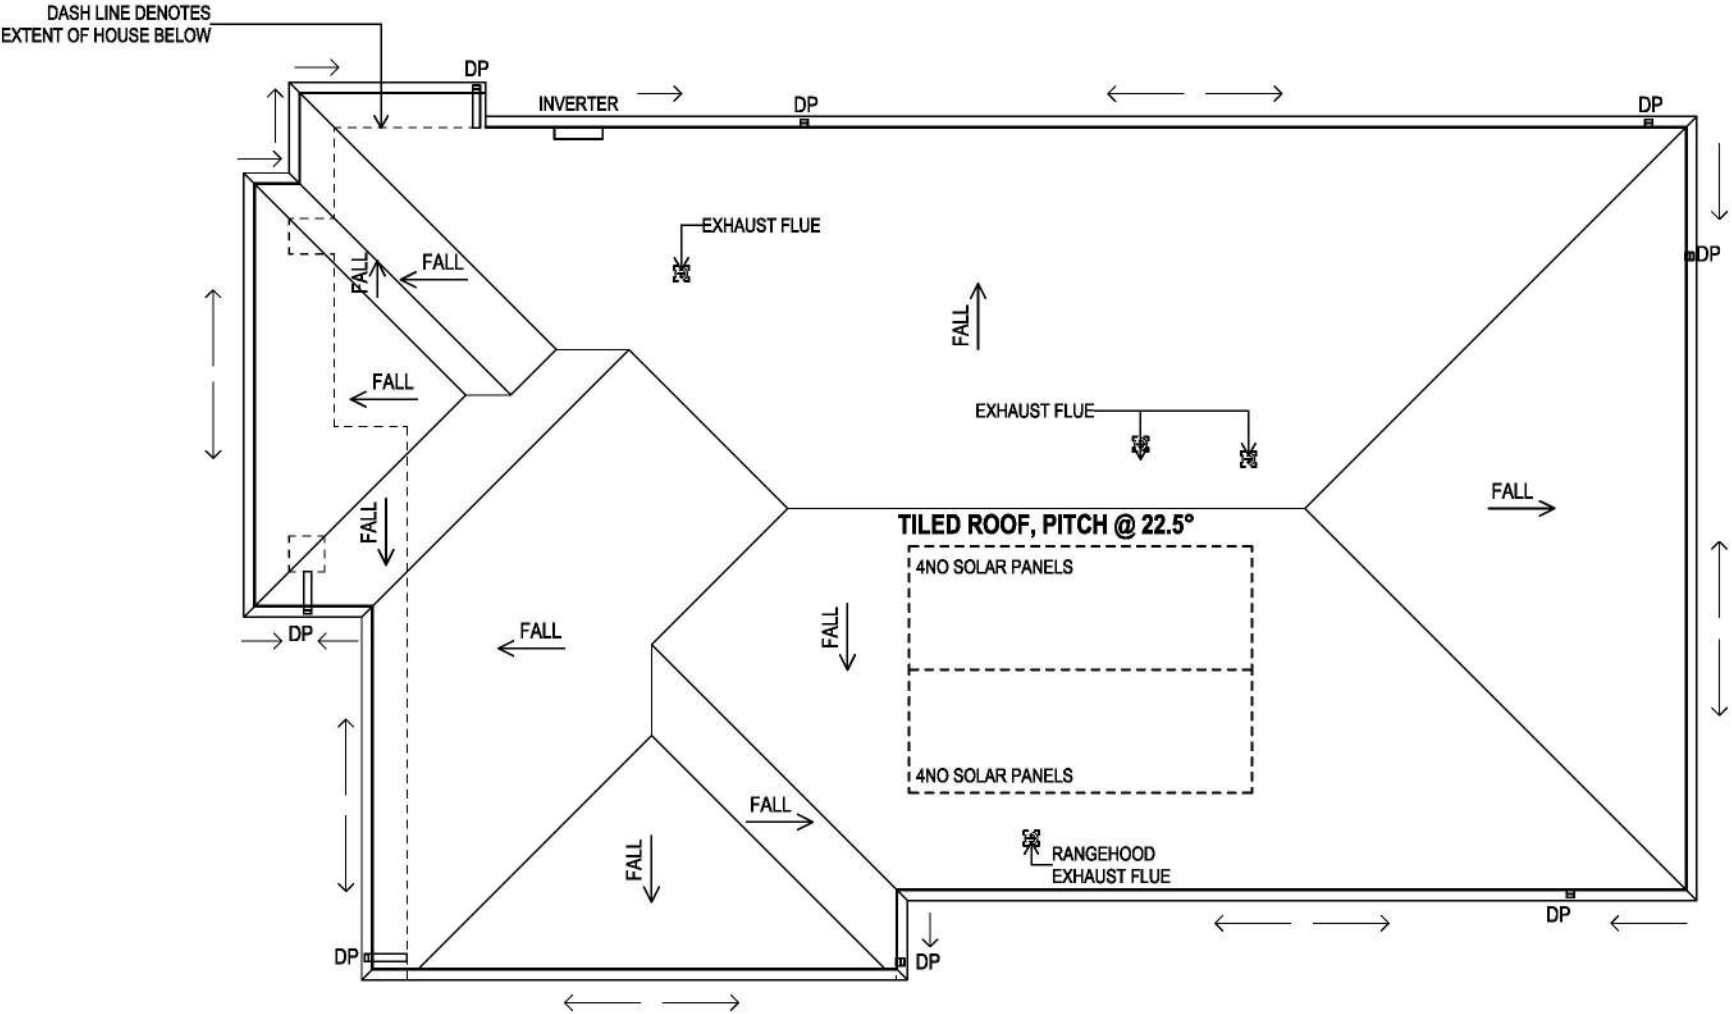 DASH LINE DENOTES
EXTENT OF HOUSE BELOW
DP
INVERTER
DP
DP
EXHAUST FLUE
DP
FALL
FALL
FALL
FALL
EXHAUST FLUE
FALL
FALL
TILED ROOF, PITCH @ 22.5°
4NO SOLAR PANELS
DP
FALL
FALL
4NO SOLAR PANELS
FALL
FALL
RANGEHOOD
EXHAUST FLUE
DP
DP
DP